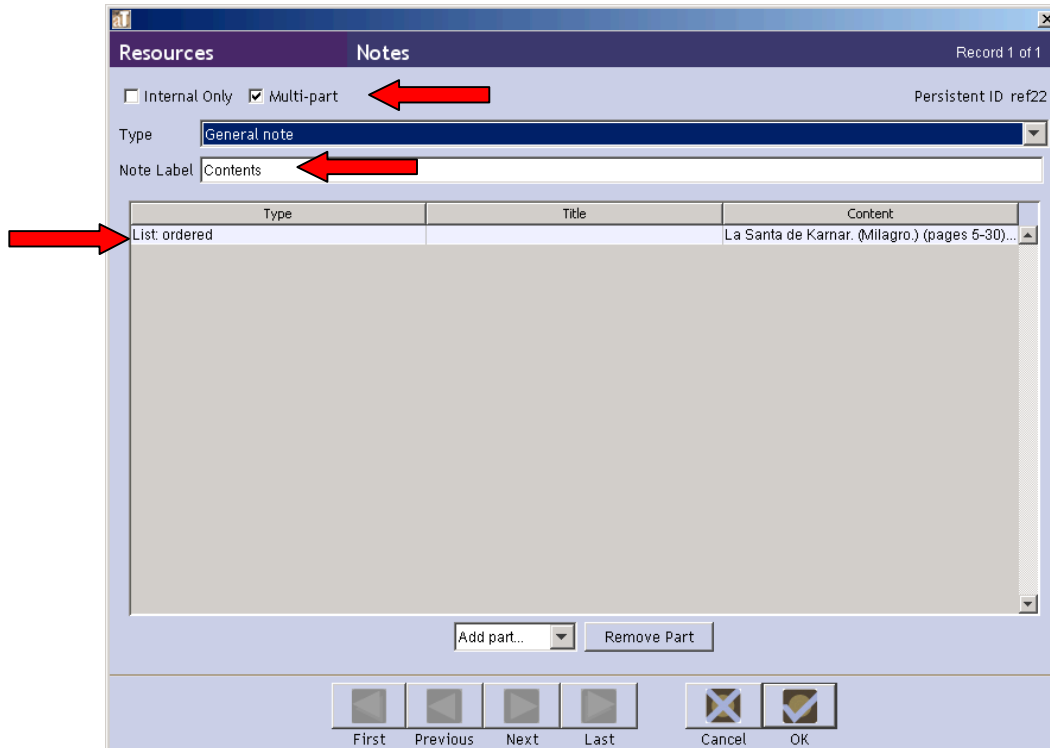 aT
Resources Notes Record 1 of 1
Internal Only Multi-part Persistent ID ref22
Type General note
Note Label Contents
Type Title Content
List: ordered La Santa de Karnar. (Milagro.) (pages 5-30)...
Add part... Remove Part
First Previous Next Last Cancel OK